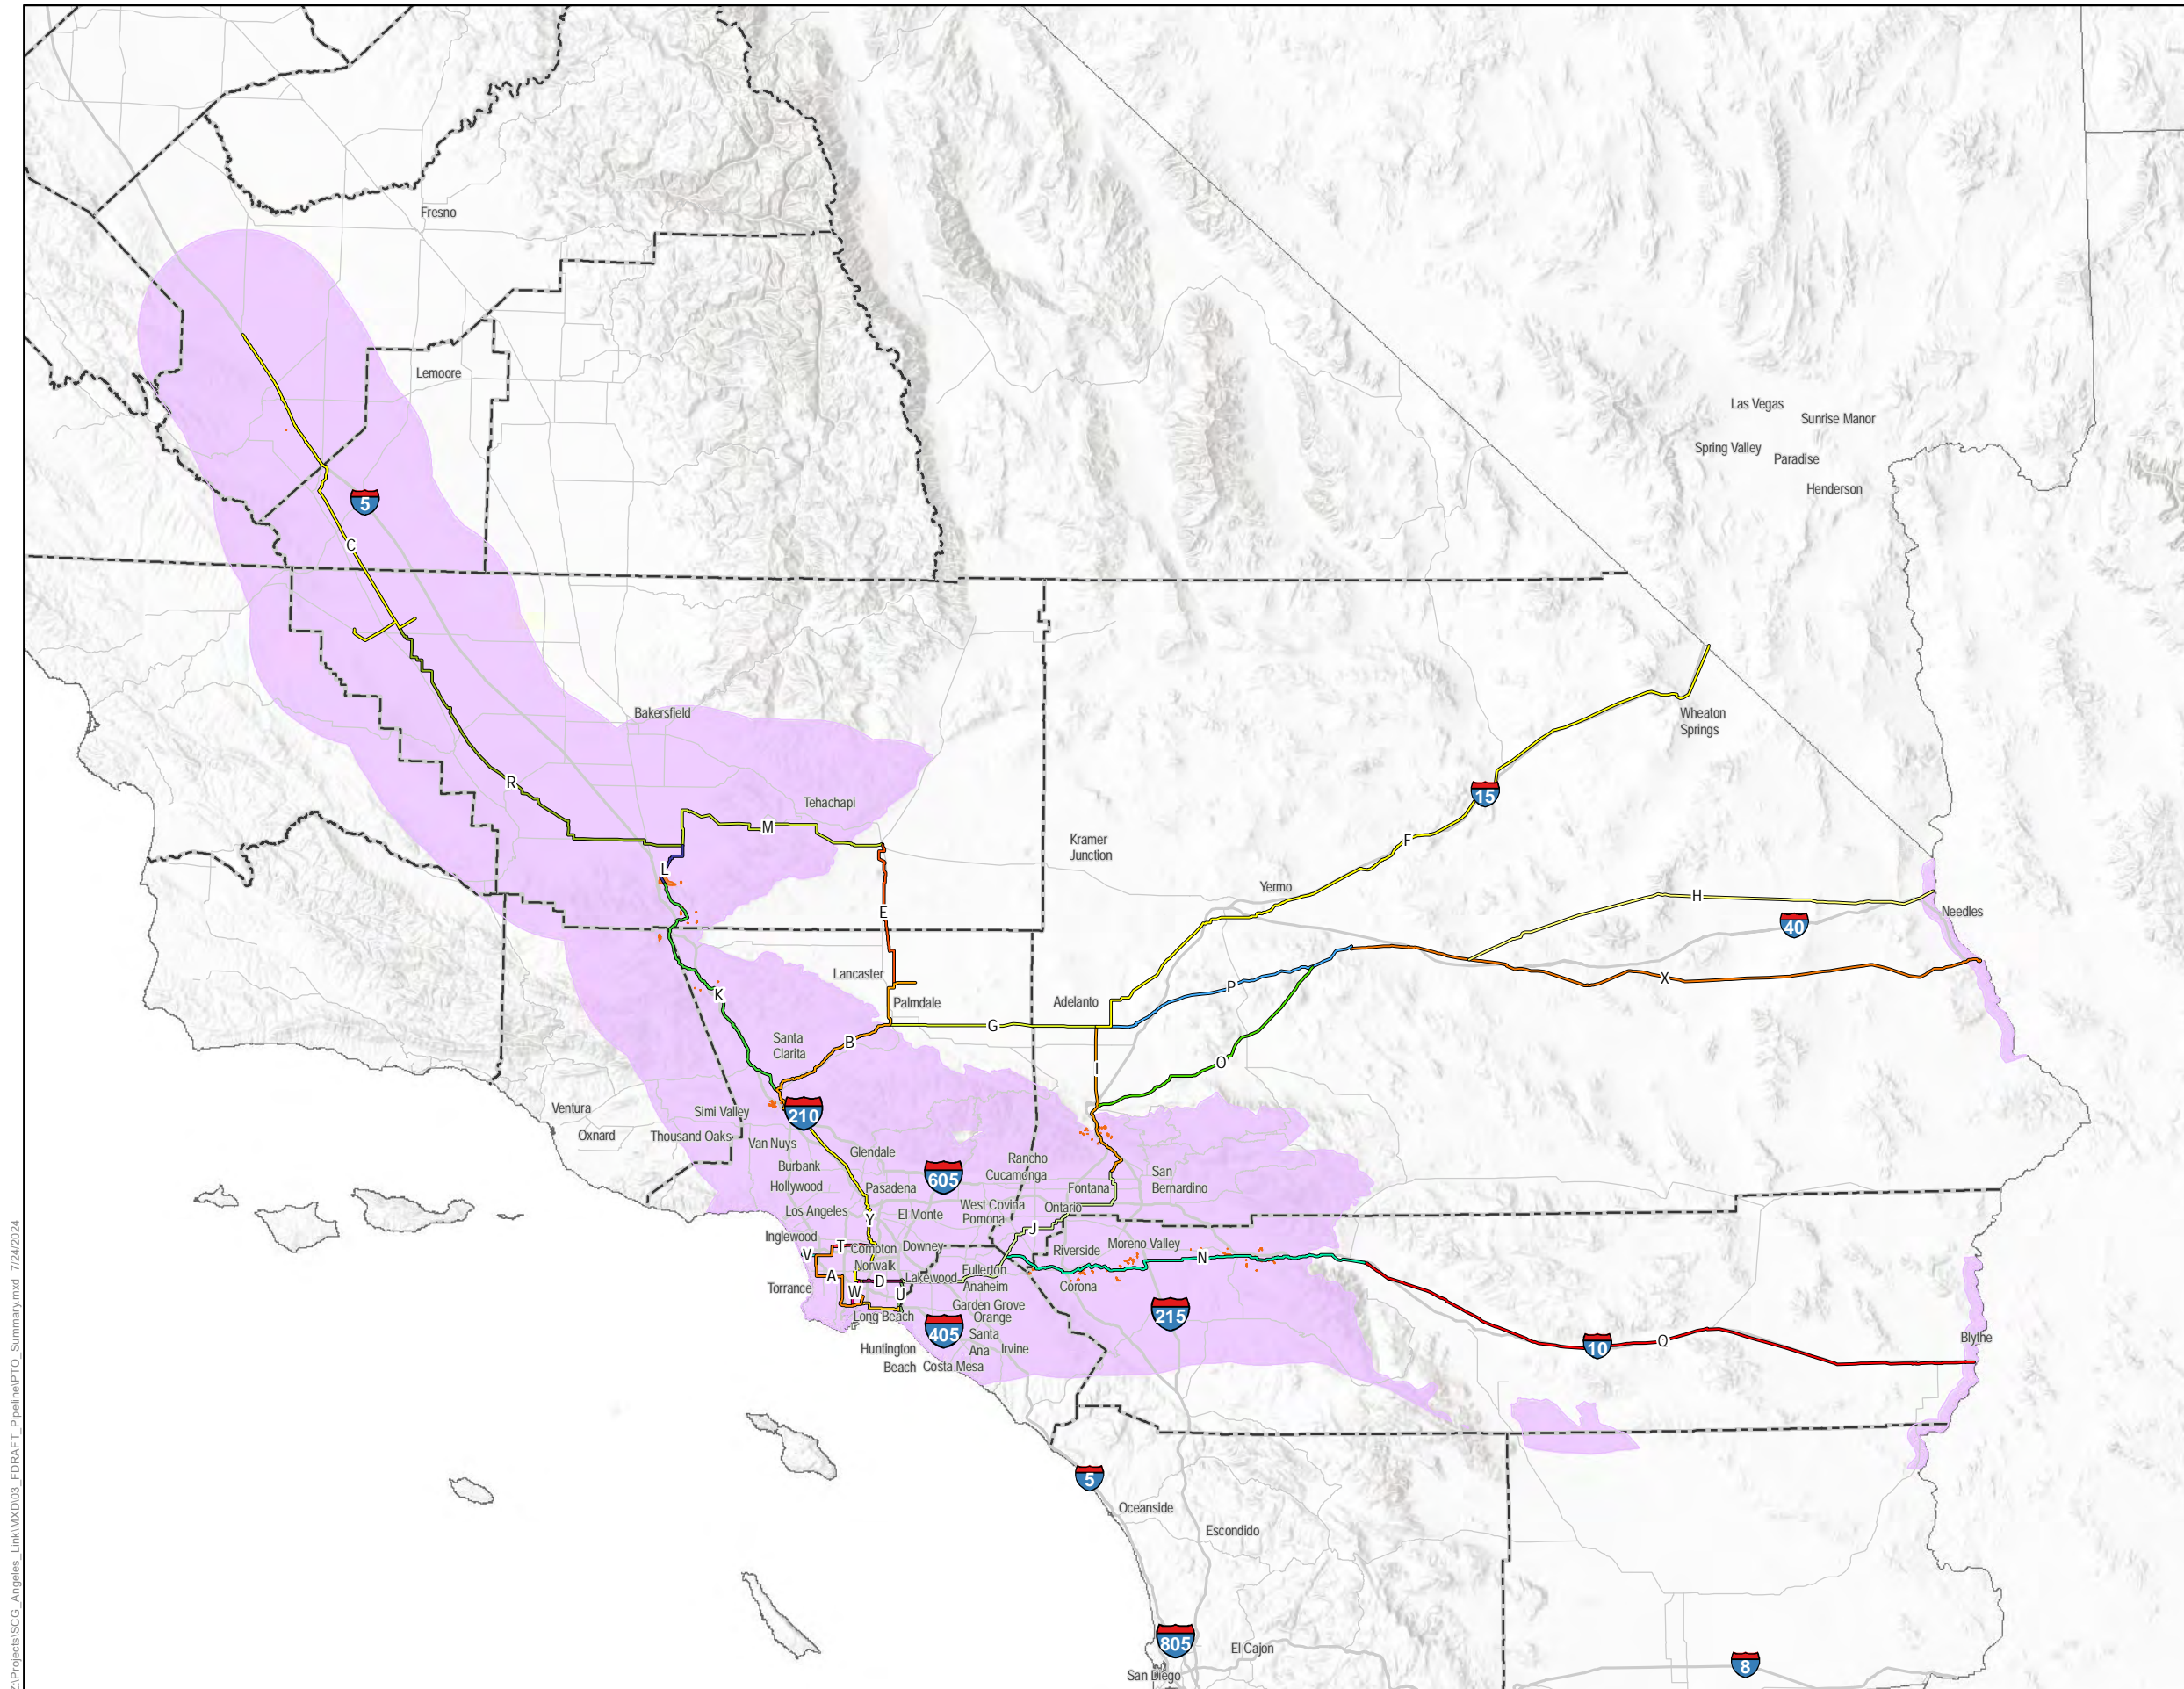 Fresno
Lemoore
Las Vegas
Sunrise Manor
Spring Valley
Paradise
Henderson
5
C
Bakersfield
Wheaton
Springs
R
15
Tehachapi
M
F
Kramer
Junction
L
Yermo
H
E
Needles
40
Lancaster
X
P
K
Palmdale
Adelanto
G
Santa
Clarita
B
O
I
Ventura
Simi Valley
210
Oxnard
Thousand Oaks
Van Nuys
Glendale
Burbank
605
Rancho
Cucamonga
San
Bernardino
Hollywood
Pasadena
Fontana
West Covina
Ontario
Los Angeles
El Monte
Pomona
Y
J
Inglewood
T
Compton
Downey
Riverside
Moreno Valley
V
N
Norwalk
Fullerton
A
D
Lakewood
Anaheim
Corona
Torrance
W
U
Garden Grove
Long Beach
Orange
215
405
Santa
Ana
Irvine
10
Q
Blythe
Huntington
Beach
Costa Mesa
5
Oceanside
Escondido
805
El Cajon
San Diego
8
Z:\Projects\SCG_Angeles_Link\MXD\03_FDRAFT_Pipeline\PTO_Summary.mxd 7/24/2024